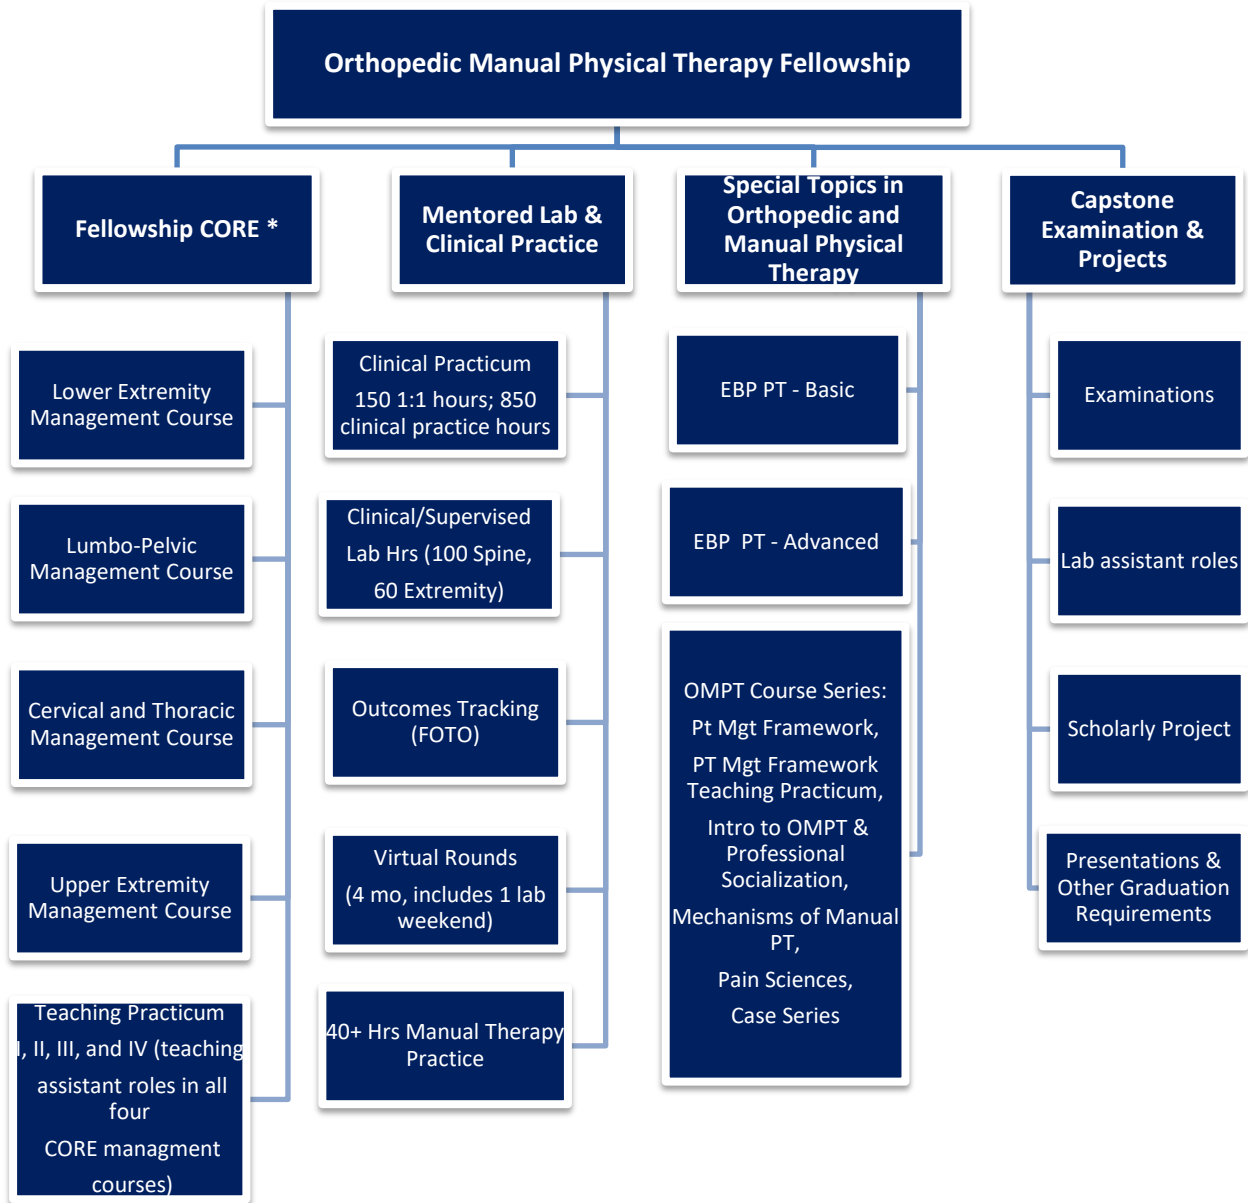 Orthopedic Manual Physical Therapy Fellowship
Fellowship CORE *
Lower Extremity
Management Course
Lumbo-Pelvic
Management Course
Cervical and Thoracic
Management Course
Upper Extremity
Management Course
Teaching Practicum
I, II, III, and IV (teaching
assistant roles in all
four
CORE managment
courses)
Mentored Lab &
Clinical Practice
Clinical Practicum
150 1:1 hours; 850
clinical practice hours
Clinical/Supervised
Lab Hrs (100 Spine,
60 Extremity)
Outcomes Tracking
(FOTO)
Virtual Rounds
(4 mo, includes 1 lab
weekend)
40+ Hrs Manual Therapy
Practice
Special Topics in
Orthopedic and
Manual Physical
Therapy
EBP PT - Basic
EBP PT - Advanced
OMPT Course Series:
Pt Mgt Framework,
PT Mgt Framework
Teaching Practicum,
Intro to OMPT &
Professional
Socialization,
Mechanisms of Manual
PT,
Pain Sciences,
Case Series
Capstone
Examination &
Projects
Examinations
Lab assistant roles
Scholarly Project
Presentations &
Other Graduation
Requirements